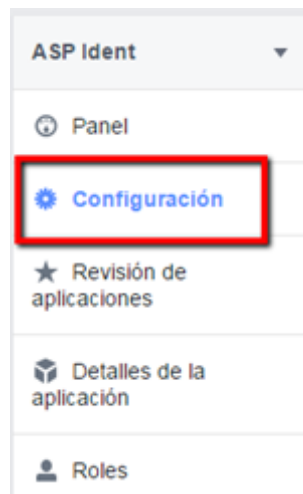 ASP Ident
Panel
Configuración
Revisión de
aplicaciones
Detalles de la
aplicación
Roles